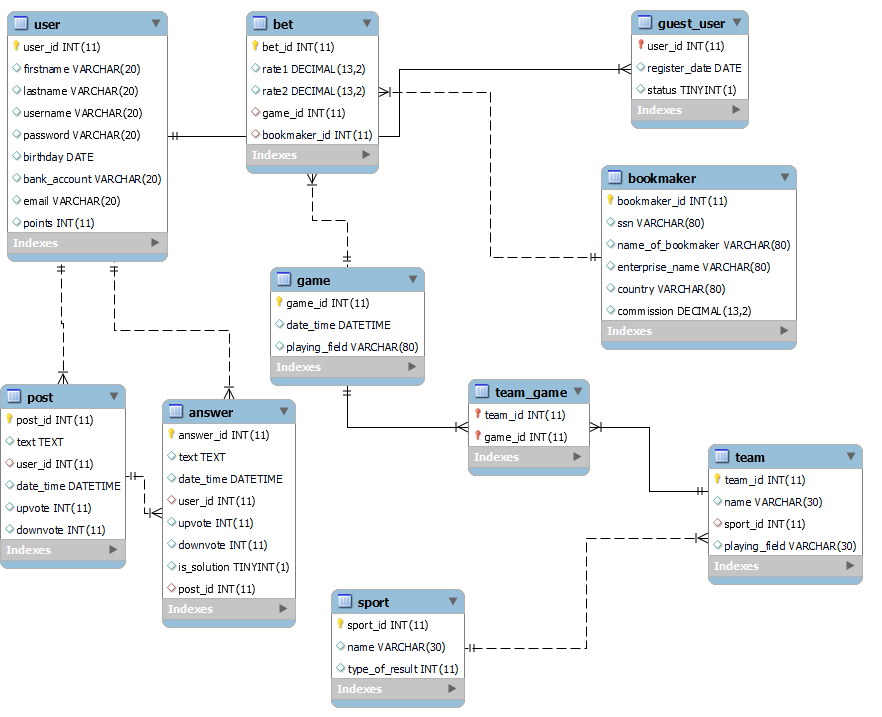 user
user_id INT(11)
firstname VARCHAR(20)
lastname VARCHAR(20)
username VARCHAR(20)
password VARCHAR(20)
birthday DATE
bank_account VARCHAR(20)
email VARCHAR(20)
points INT(11)
Indexes
bet
bet_id INT(11)
rate1 DECIMAL(13,2)
rate2 DECIMAL(13,2)
game_id INT(11)
bookmaker_id INT(11)
Indexes
guest_user
user_id INT(11)
register_date DATE
status TINYINT(1)
Indexes
bookmaker
bookmaker_id INT(11)
ssn VARCHAR(80)
name_of_bookmaker VARCHAR(80)
enterprise_name VARCHAR(80)
country VARCHAR(80)
commission DECIMAL(13,2)
Indexes
game
game_id INT(11)
date_time DATETIME
playing_field VARCHAR(80)
Indexes
post
post_id INT(11)
text TEXT
user_id INT(11)
date_time DATETIME
upvote INT(11)
downvote INT(11)
Indexes
answer
answer_id INT(11)
text TEXT
date_time DATETIME
user_id INT(11)
upvote INT(11)
downvote INT(11)
is_solution TINYINT(1)
post_id INT(11)
Indexes
team_game
team_id INT(11)
game_id INT(11)
Indexes
team
team_id INT(11)
name VARCHAR(30)
sport_id INT(11)
playing_field VARCHAR(30)
Indexes
sport
sport_id INT(11)
name VARCHAR(30)
type_of_result INT(11)
Indexes